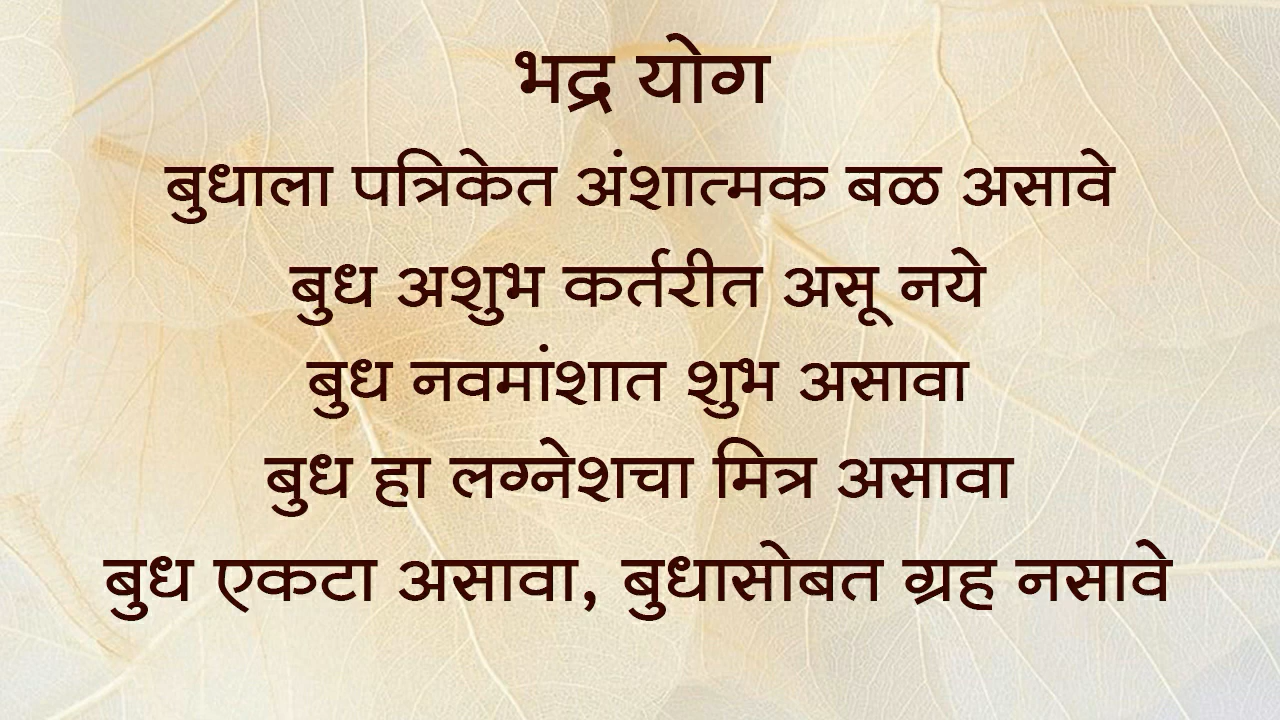 भद्र योग
बुधाला पत्रिकेत अंशात्मक बळ असावे
बुध अशुभ कर्तरीत असू नये
बुध नवमांशात शुभ असावा
बुध हा लग्नेशचा मित्र असावा
बुध एकटा असावा, बुधासोबत ग्रह नसावे